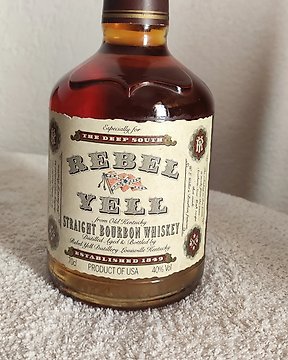 Especially for
THE DEEP SOUTH
REBEL
YELL
from Old Kentucky
STRAIGHT BOURBON WHISKEY
Distilled Aged & Bottled by
Rebel Yell Distillery Louisville Kentucky
70cl PRODUCT OF USA 40% Vol
ESTABLISHED 1849